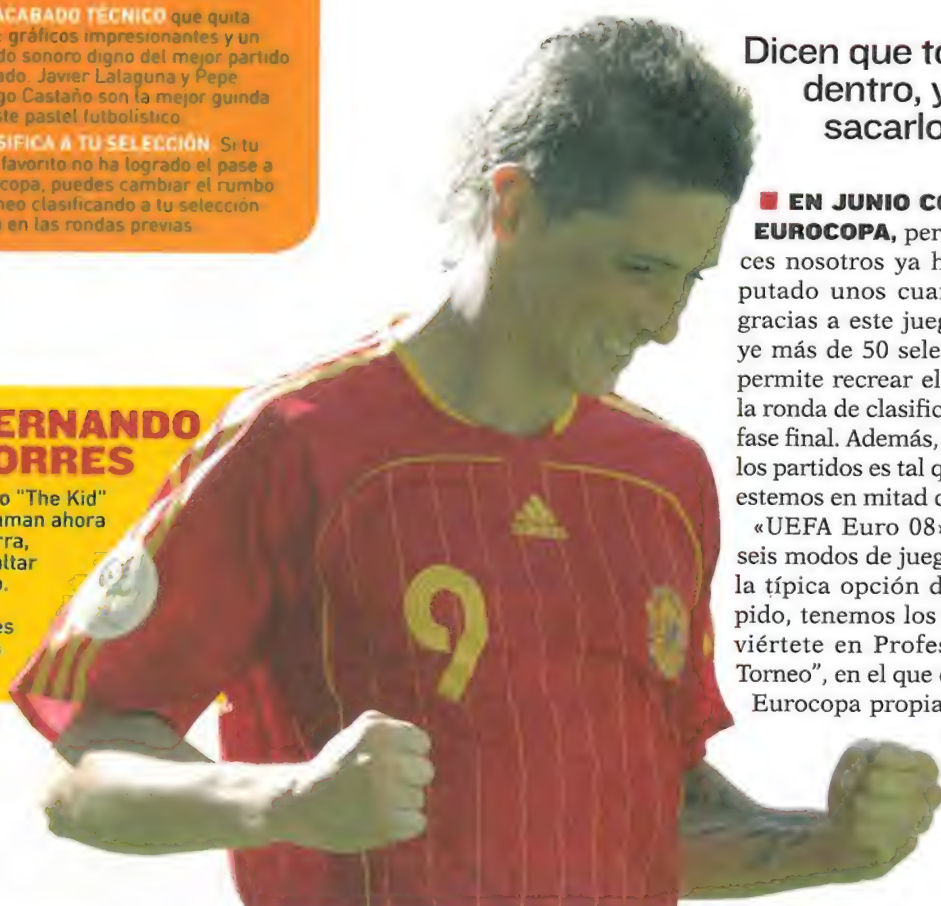 ACABADO TÉCNICO que quita
gráficos impresionantes y un
do sonoro digno del mejor partido
ado. Javier Lalaguna y Pepe
go Castaño son la mejor guinda
ste pastel futbolístico.
SIFICA A TU SELECCIÓN. Si tu
favorito no ha logrado el pase a
copa, puedes cambiar el rumbo
neo clasificando a tu selección
en las rondas previas
ERNANDO
ORRES
o "The Kid"
aman ahora
rra,
ltar
es
9
adidas
Dicen que to
dentro, y
sacarlo
EN JUNIO CO
EUROCOPA, per
ces nosotros ya h
putado unos cuar
gracias a este jueg
ye más de 50 sele
permite recrear el
la ronda de clasific
fase final. Además,
los partidos es tal q
estemos en mitad d
«UEFA Euro 08»
seis modos de jueg
la típica opción d
pido, tenemos los
viértete en Profes
Torneo", en el que
Eurocopa propia